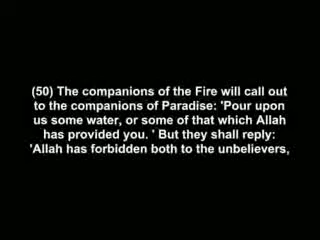 (50) The companions of the Fire will call out
to the companions of Paradise: 'Pour upon
us some water, or some of that which Allah
has provided you. ' But they shall reply:
'Allah has forbidden both to the unbelievers,